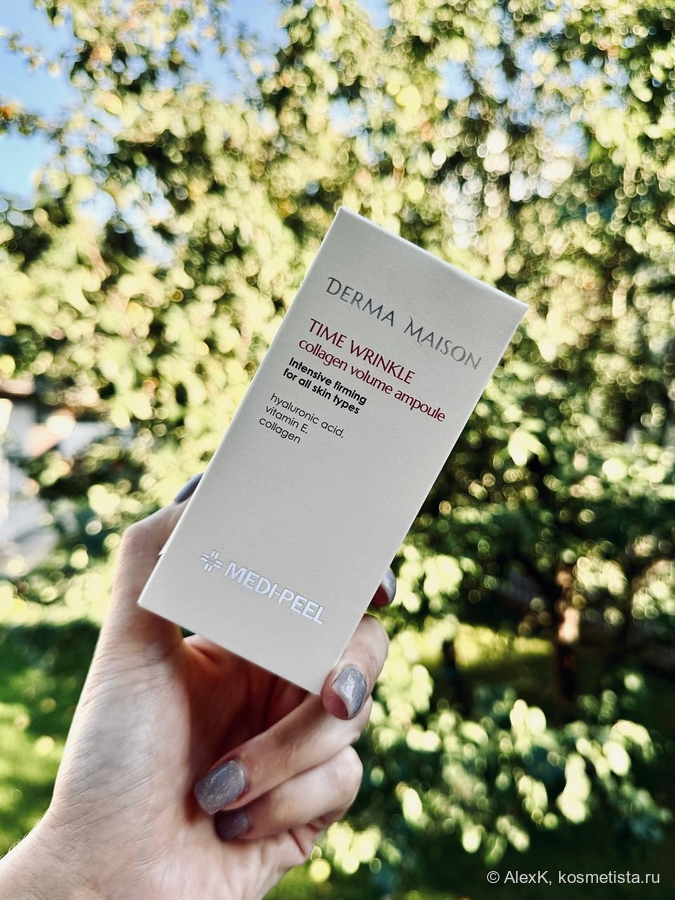 DERMA MAISON
TIME WRINKLE
collagen volume ampoule
Intensive firming
for all skin types
hyaluronic acid,
vitamin E,
collagen
MEDI-PEEL
© AlexK, kosmetista.ru